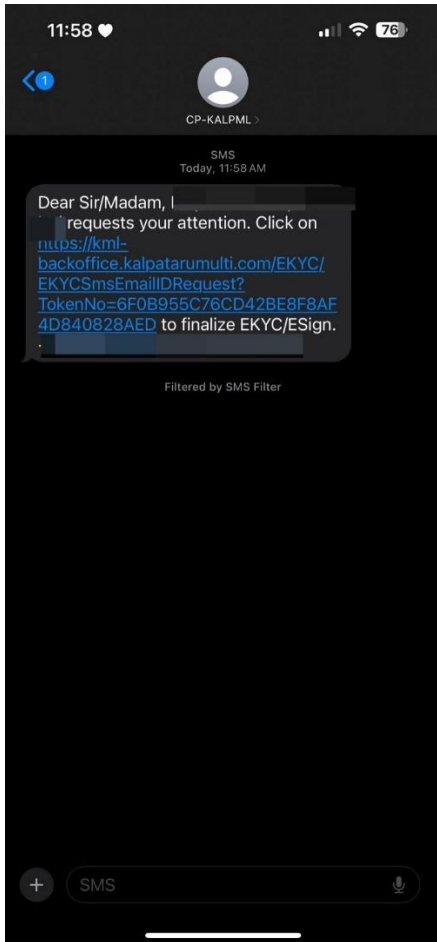 11:58
76
1
CP-KALPML >
SMS
Today, 11:58 AM
Dear Sir/Madam,
requests your attention. Click on
https://kml-
backoffice.kalpatarumulti.com/EKYC/
EKYCSmsEmailIDRequest?
TokenNo=6F0B955C76CD42BE8F8AF
4D840828AED to finalize EKYC/ESign.
Filtered by SMS Filter
SMS